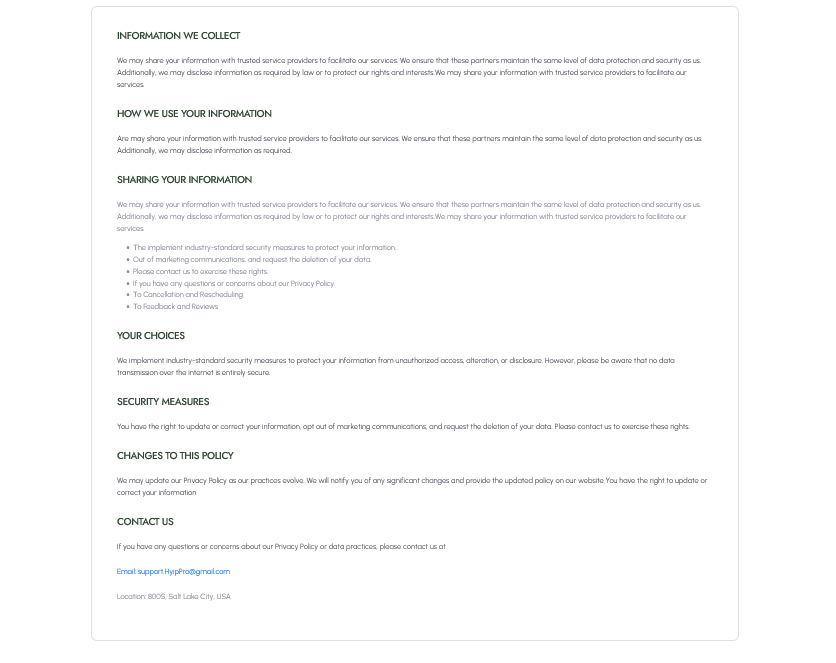 INFORMATION WE COLLECT
We may share your information with trusted service providers to facilitate our services. We ensure that these partners maintain the same level of data protection and security as us.
Additionally, we may disclose information as required by law or to protect our rights and interests.We may share your information with trusted service providers to facilitate our
services.
HOW WE USE YOUR INFORMATION
Are may share your information with trusted service providers to facilitate our services. We ensure that these partners maintain the same level of data protection and security as us.
Additionally, we may disclose information as required.
SHARING YOUR INFORMATION
We may share your information with trusted service providers to facilitate our services. We ensure that these partners maintain the same level of data protection and security as us.
Additionally, we may disclose information as required by law or to protect our rights and interests.We may share your information with trusted service providers to facilitate our
services.
• The implement industry-standard security measures to protect your information.
• Out of marketing communications, and request the deletion of your data.
• Please contact us to exercise these rights.
• If you have any questions or concerns about our Privacy Policy.
• To Cancellation and Rescheduling
• To Feedback and Reviews
YOUR CHOICES
We implement industry-standard security measures to protect your information from unauthorized access, alteration, or disclosure. However, please be aware that no data
transmission over the internet is entirely secure.
SECURITY MEASURES
You have the right to update or correct your information, opt out of marketing communications, and request the deletion of your data. Please contact us to exercise these rights.
CHANGES TO THIS POLICY
We may update our Privacy Policy as our practices evolve. We will notify you of any significant changes and provide the updated policy on our website You have the right to update or
correct your information
CONTACT US
If you have any questions or concerns about our Privacy Policy or data practices, please contact us at
Email: support.HyipPro@gmail.com
Location: 800S, Salt Lake City, USA